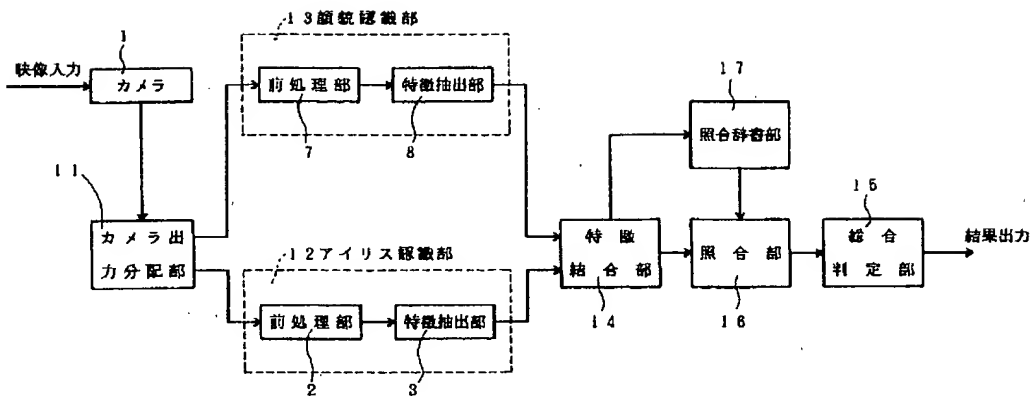 13顔貌認識部
1
映像入力
カメラ
前処理部
特徴抽出部
7
8
17
照合辞書部
11
カメラ出
力分配部
15
特徴
結合部
照合部
総合
判定部
結果出力
14
16
12アイリス認識部
前処理部
特徴抽出部
2
3